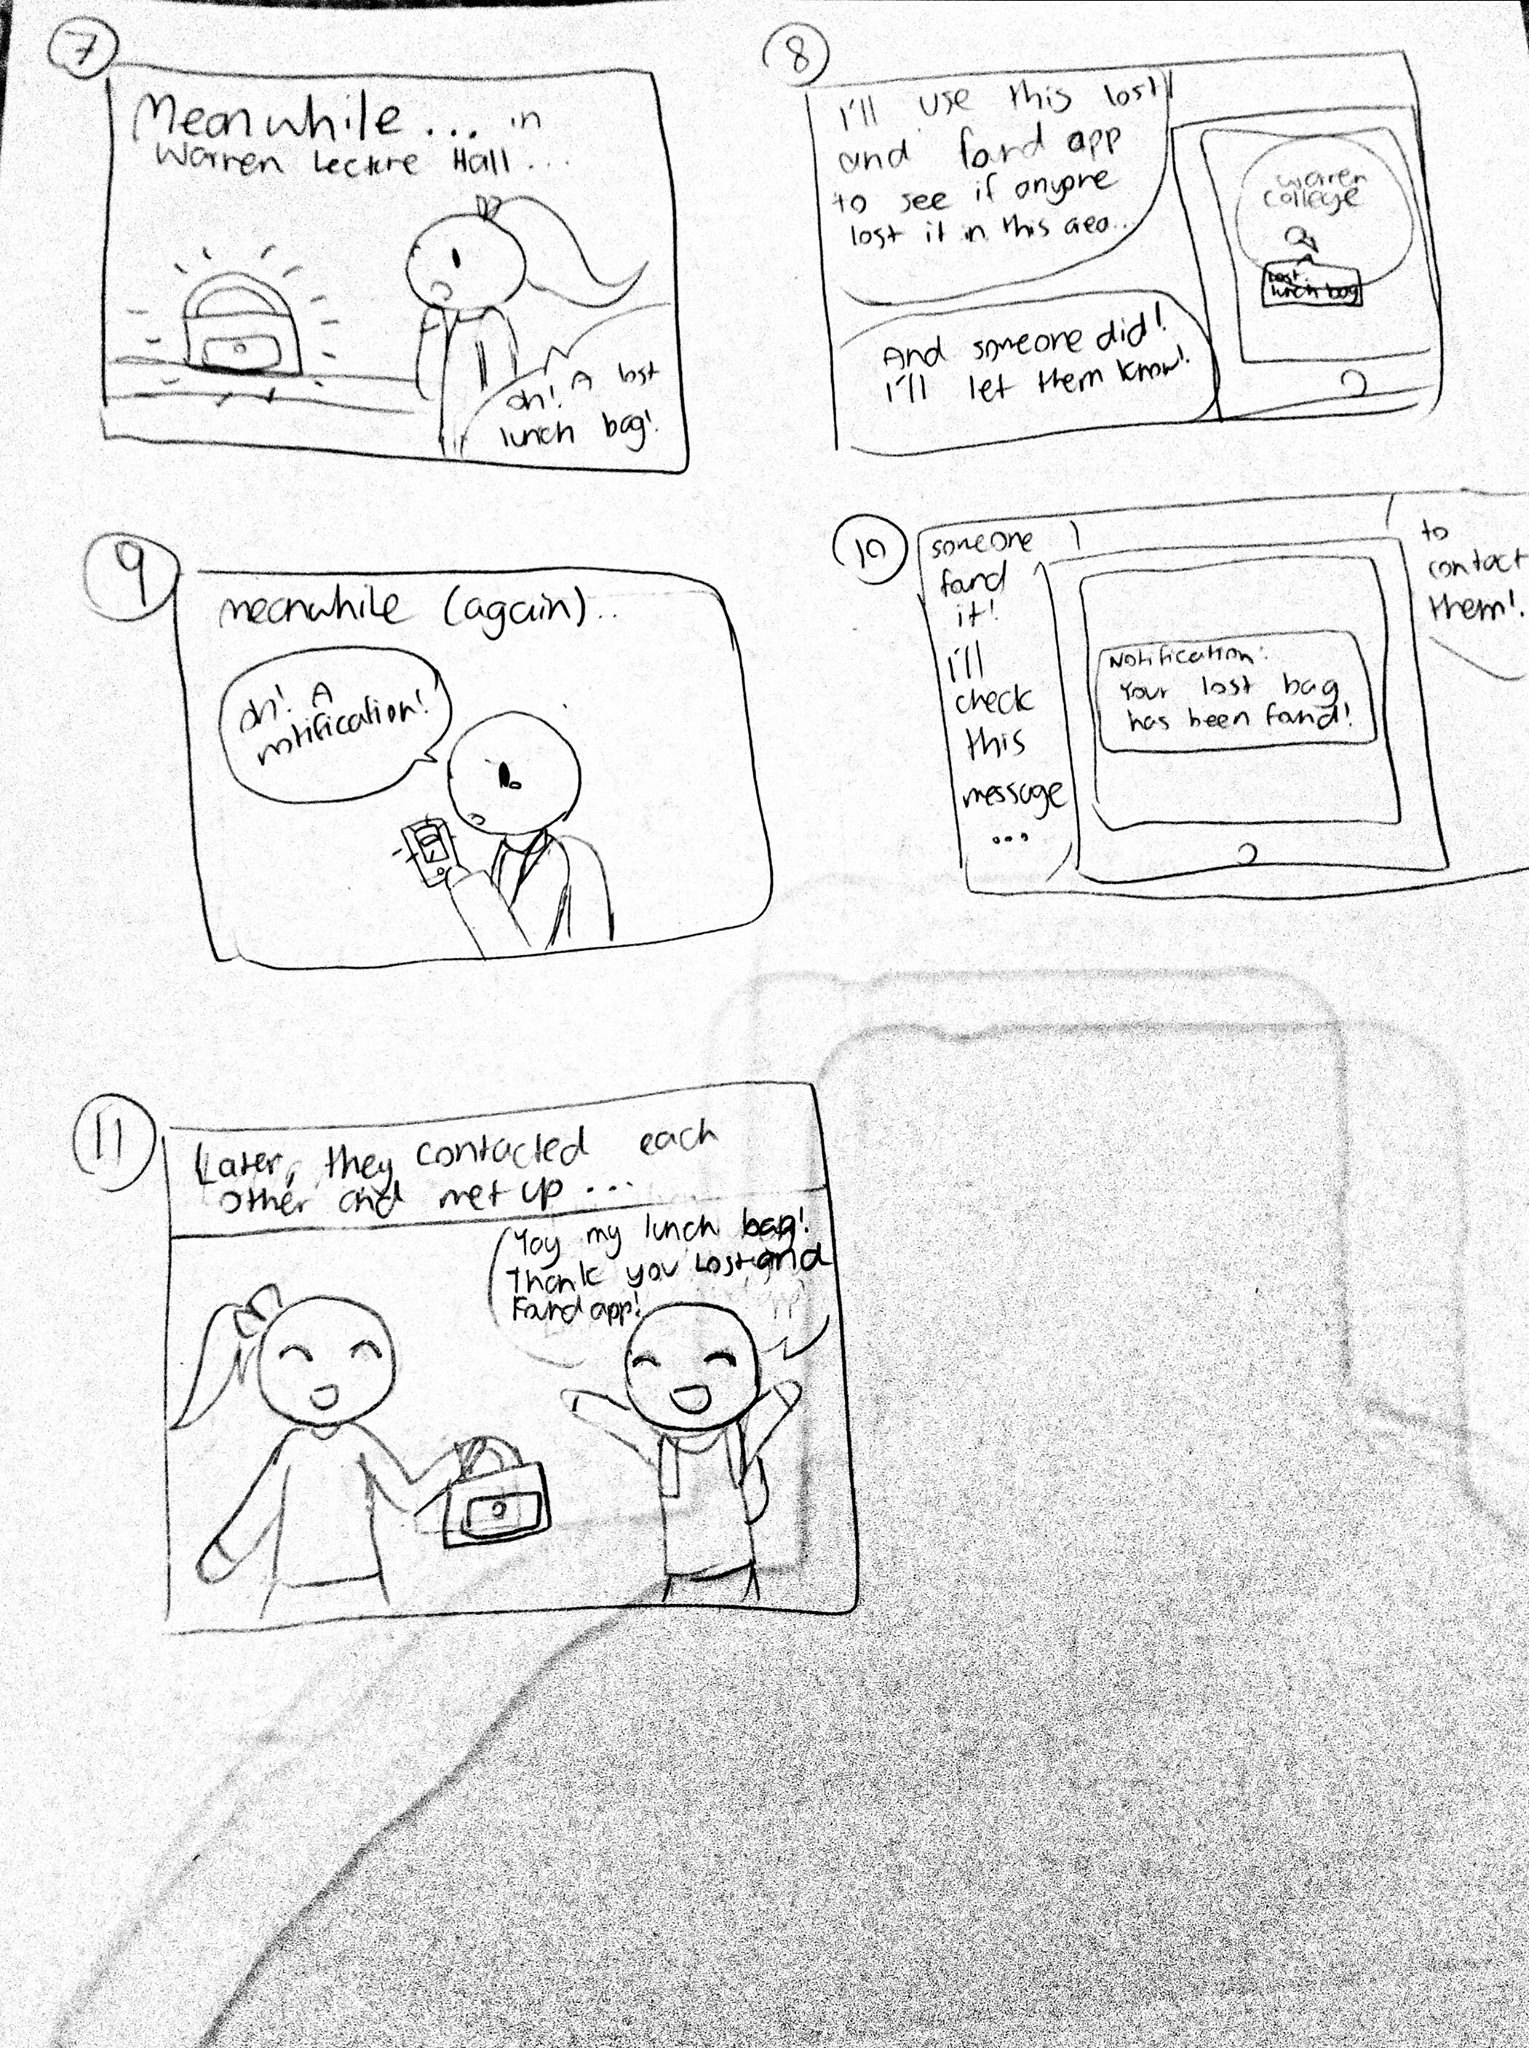 7
Meanwhile... in
Warren Lecture Hall...
Oh! A lost
lunch bag!
8
I'll use this lost
and found app
to see if anyone
lost it in this area...
And someone did!
I'll let them know!
Warren
College
Lost:
lunch bag
9
meanwhile (again)..
Oh! A
notification!
10
someone
found
it!
I'll
check
this
message
...
Notification:
Your lost bag
has been found!
to
contact
them!
11
Later, they contacted each
other and met up...
Yay my lunch bag!
Thank you Lost and
Found app!